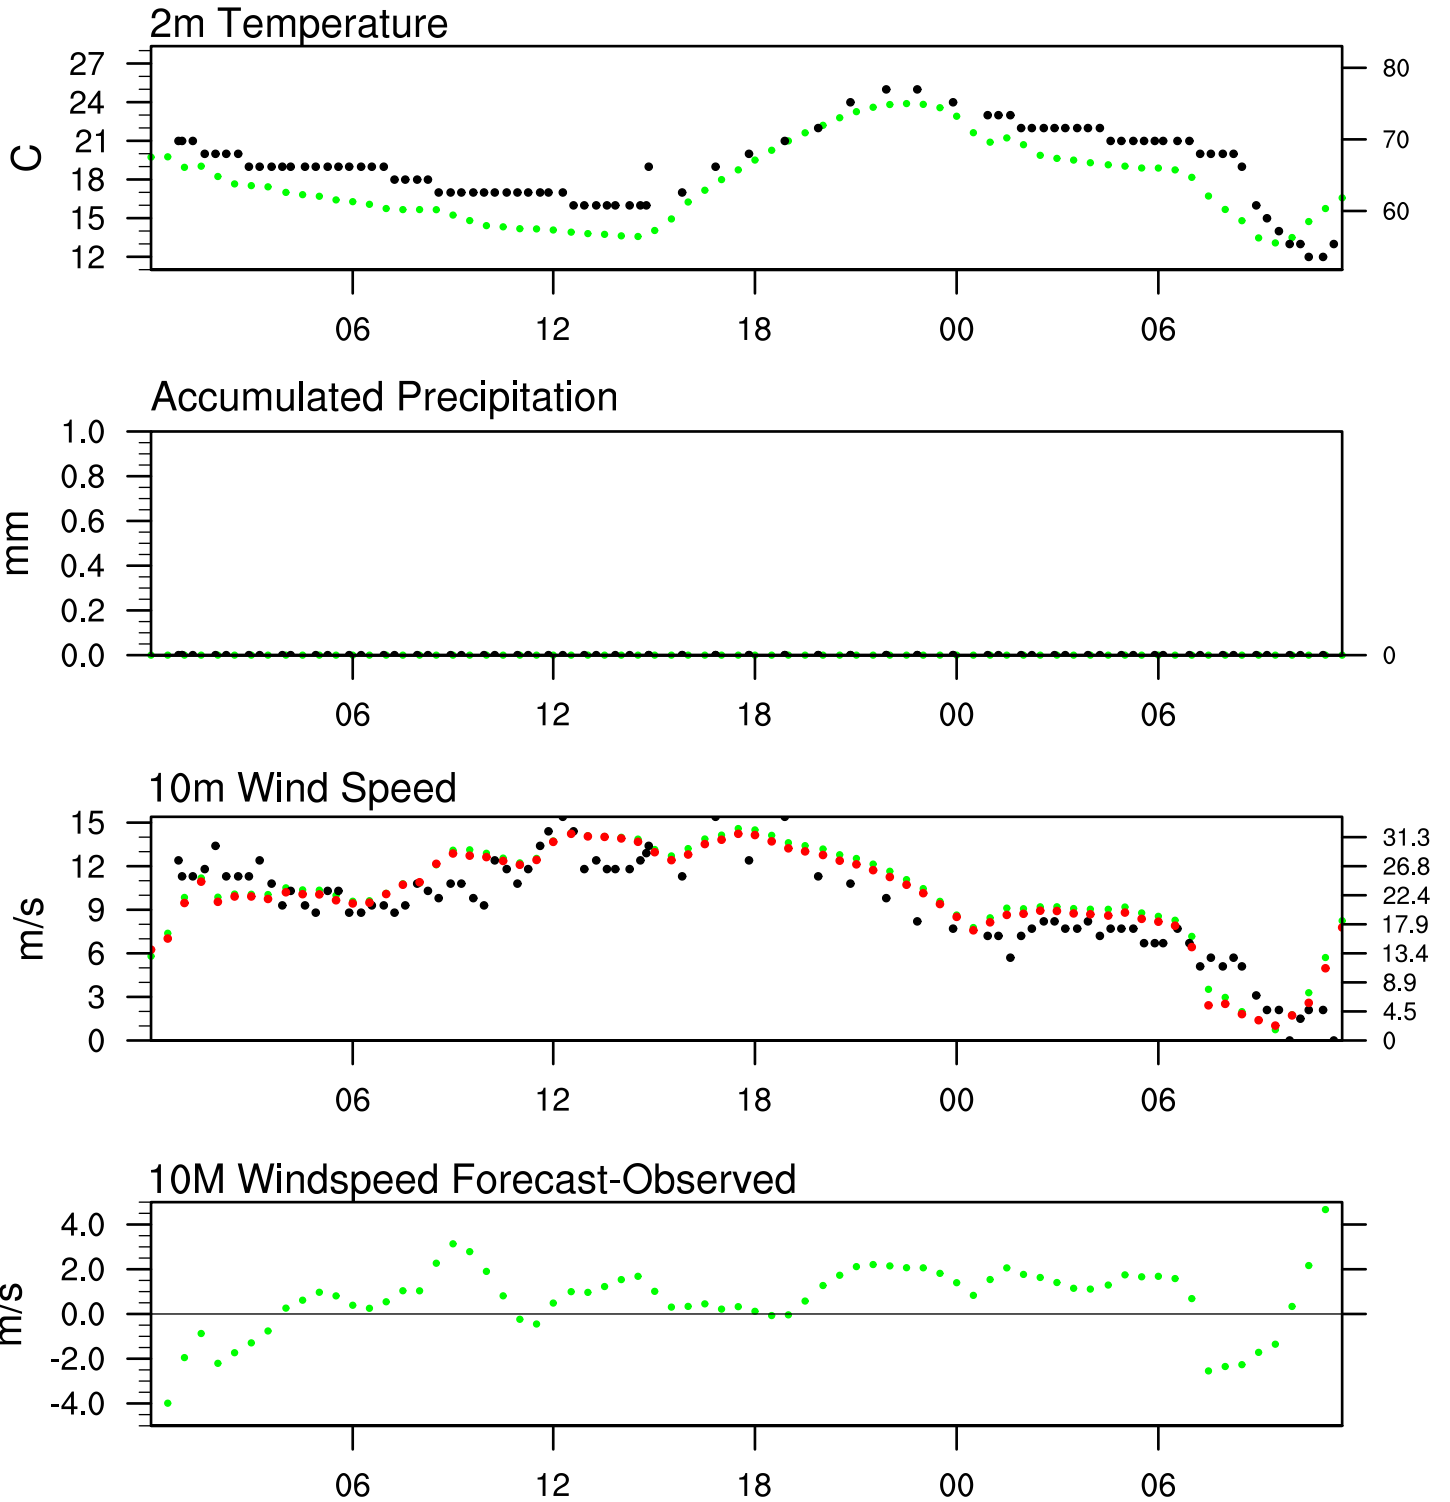 2m Temperature
27
24
21
18
15
12
C
80
70
60
06 12 18 00 06
Accumulated Precipitation
1.0
0.8
0.6
0.4
0.2
0.0
mm
0
06 12 18 00 06
10m Wind Speed
15
12
9
6
3
0
m/s
31.3
26.8
22.4
17.9
13.4
8.9
4.5
0
06 12 18 00 06
10M Windspeed Forecast-Observed
4.0
2.0
0.0
-2.0
-4.0
m/s
06 12 18 00 06